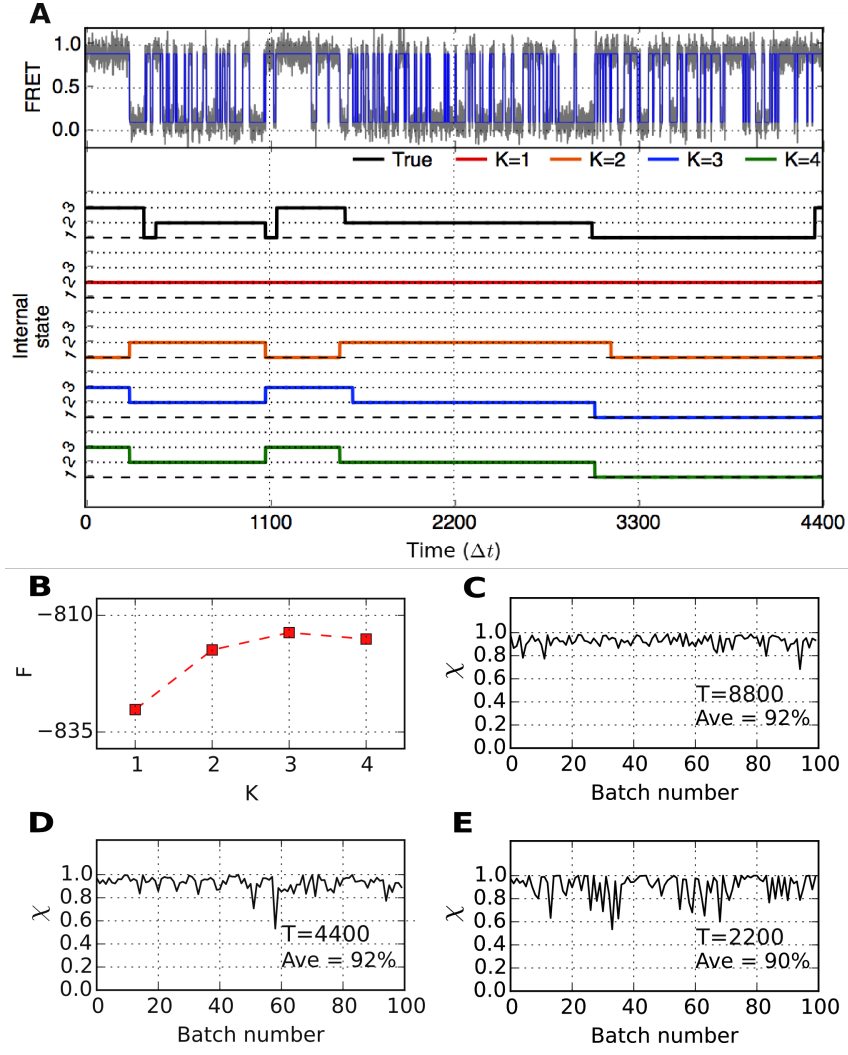 A
FRET
1.0
0.5
0.0
True K=1 K=2 K=3 K=4
Internal
state
1 2 3
1 2 3
1 2 3
1 2 3
1 2 3
0 1100 2200 3300 4400
Time (Δt)
B
F
−810
−835
1 2 3 4
K
C
χ
1.0
0.8
0.6
0.4
0.2
0.0
T=8800
Ave = 92%
0 20 40 60 80 100
Batch number
D
χ
1.0
0.8
0.6
0.4
0.2
0.0
T=4400
Ave = 92%
0 20 40 60 80 100
Batch number
E
χ
1.0
0.8
0.6
0.4
0.2
0.0
T=2200
Ave = 90%
0 20 40 60 80 100
Batch number